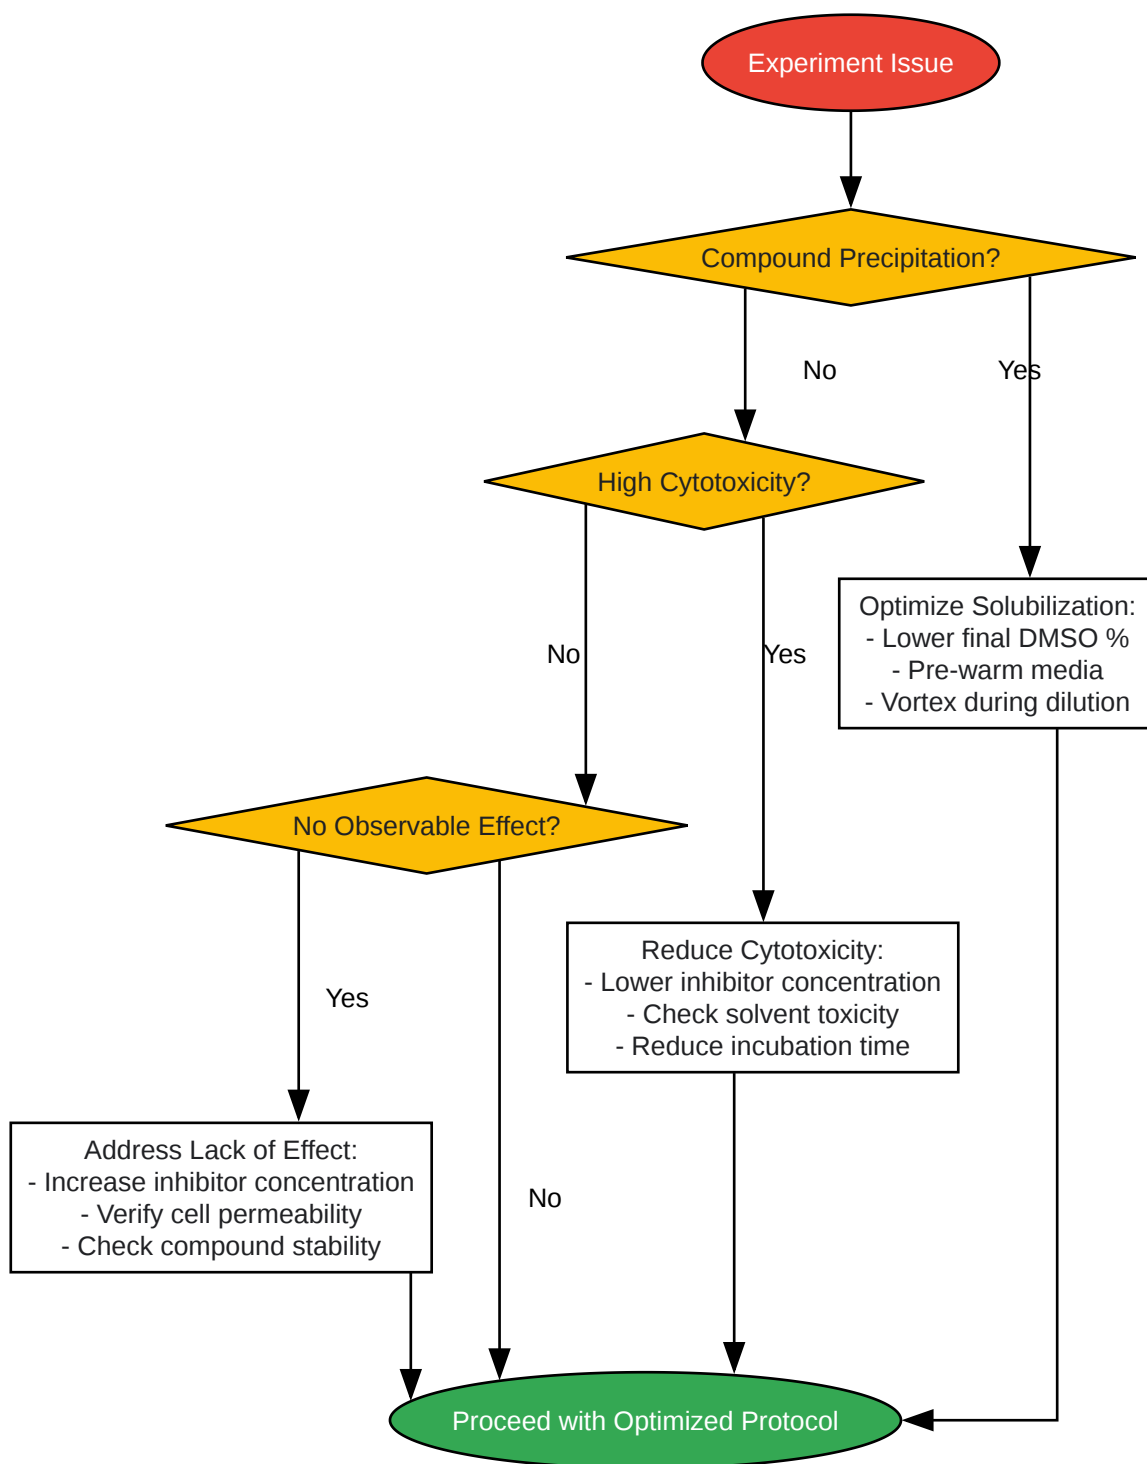 Experiment Issue
Compound Precipitation?
No
Yes
High Cytotoxicity?
Optimize Solubilization:
- Lower final DMSO %
- Pre-warm media
- Vortex during dilution
No
Yes
No Observable Effect?
Reduce Cytotoxicity:
- Lower inhibitor concentration
- Check solvent toxicity
- Reduce incubation time
Yes
Address Lack of Effect:
- Increase inhibitor concentration
- Verify cell permeability
- Check compound stability
No
Proceed with Optimized Protocol